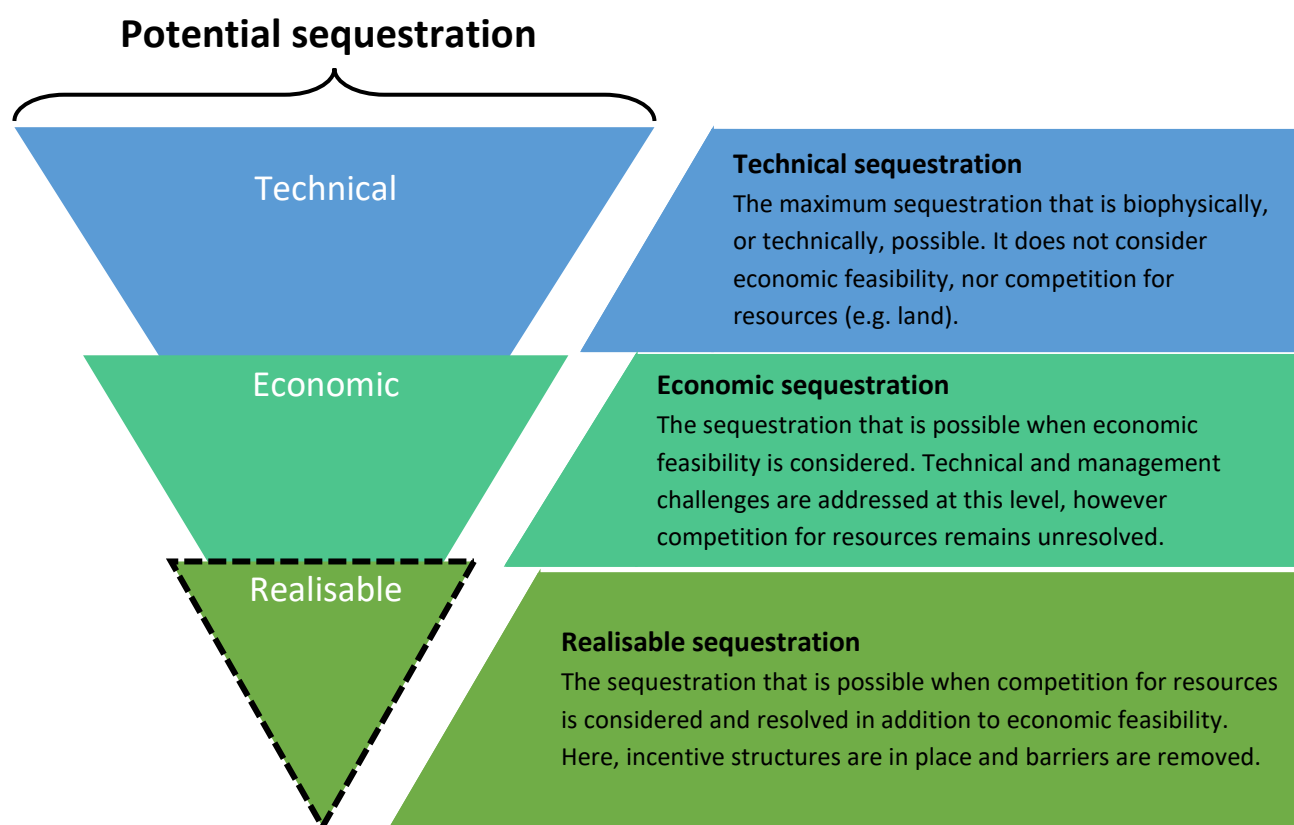 Potential sequestration
Technical
Technical sequestration
The maximum sequestration that is biophysically,
or technically, possible. It does not consider
economic feasibility, nor competition for
resources (e.g. land).
Economic
Economic sequestration
The sequestration that is possible when economic
feasibility is considered. Technical and management
challenges are addressed at this level, however
competition for resources remains unresolved.
Realisable
Realisable sequestration
The sequestration that is possible when competition for resources
is considered and resolved in addition to economic feasibility.
Here, incentive structures are in place and barriers are removed.